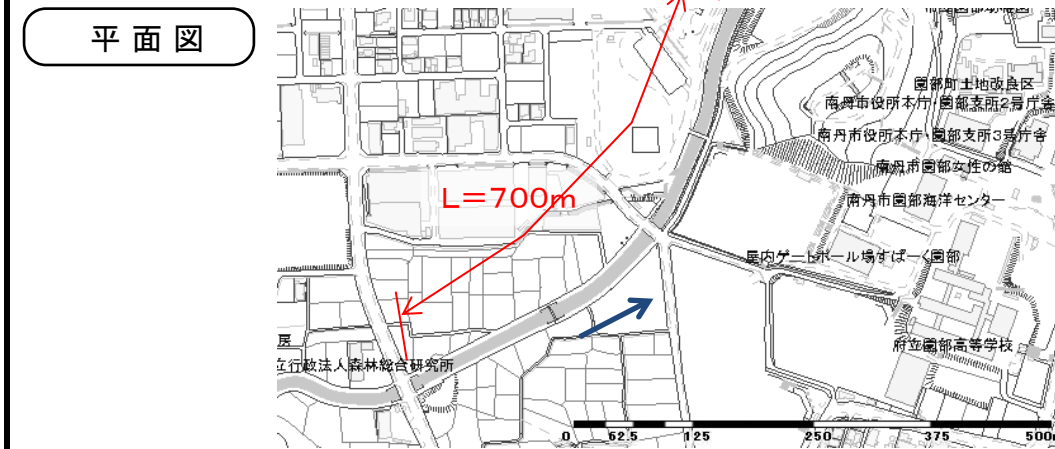 平面図
園部町土地改良区
南丹市役所本庁・園部支所2号庁舎
南丹市役所本庁・園部支所3号庁舎
南丹市園部女性の館
L=700m
南丹市園部海洋センター
屋内ゲートボール場すぱーく園部
房
府立園部高等学校
立行政法人森林総合研究所
0 62.5 125 250 375 500